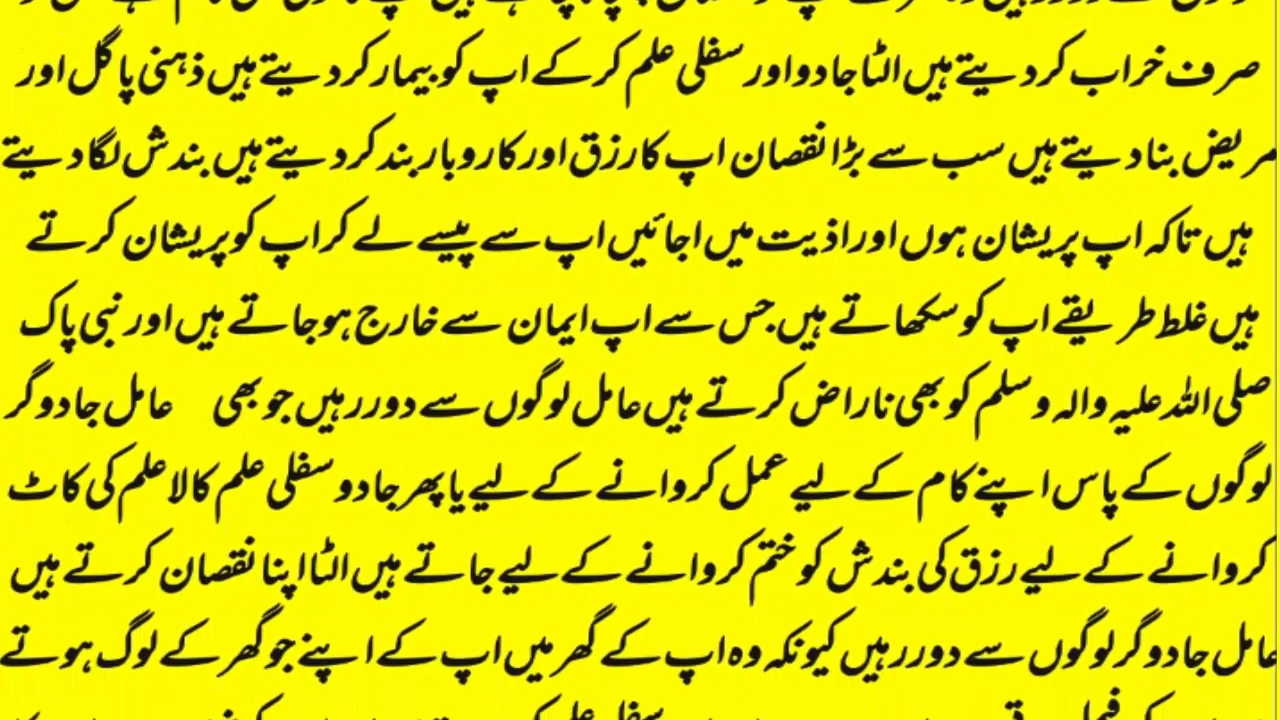 صرف خراب کر دیتے ہیں الٹا جادو اور سفلی علم کر کے اپ کو بیمار کر دیتے ہیں ذہنی پاگل اور
مریض بنا دیتے ہیں سب سے بڑا نقصان اپ کا رزق اور کاروبار بند کر دیتے ہیں بندش لگا دیتے
ہیں تاکہ اپ پریشان ہوں اور اذیت میں اجائیں اپ سے پیسے لے کر اپ کو پریشان کرتے
ہیں غلط طریقے اپ کو سکھاتے ہیں جس سے اپ ایمان سے خارج ہو جاتے ہیں اور نبی پاک
صلی اللہ علیہ والہ وسلم کو بھی ناراض کرتے ہیں عامل لوگوں سے دور رہیں جو بھی عامل جادوگر
لوگوں کے پاس اپنے کام کے لیے عمل کروانے کے لیے یا پھر جادو سفلی علم کالا علم کی کاٹ
کروانے کے لیے رزق کی بندش کو ختم کروانے کے لیے جاتے ہیں الٹا اپنا نقصان کرتے ہیں
عامل جادوگر لوگوں سے دور رہیں کیونکہ وہ اپ کے گھر میں اپ کے اپنے جو گھر کے لوگ ہوتے